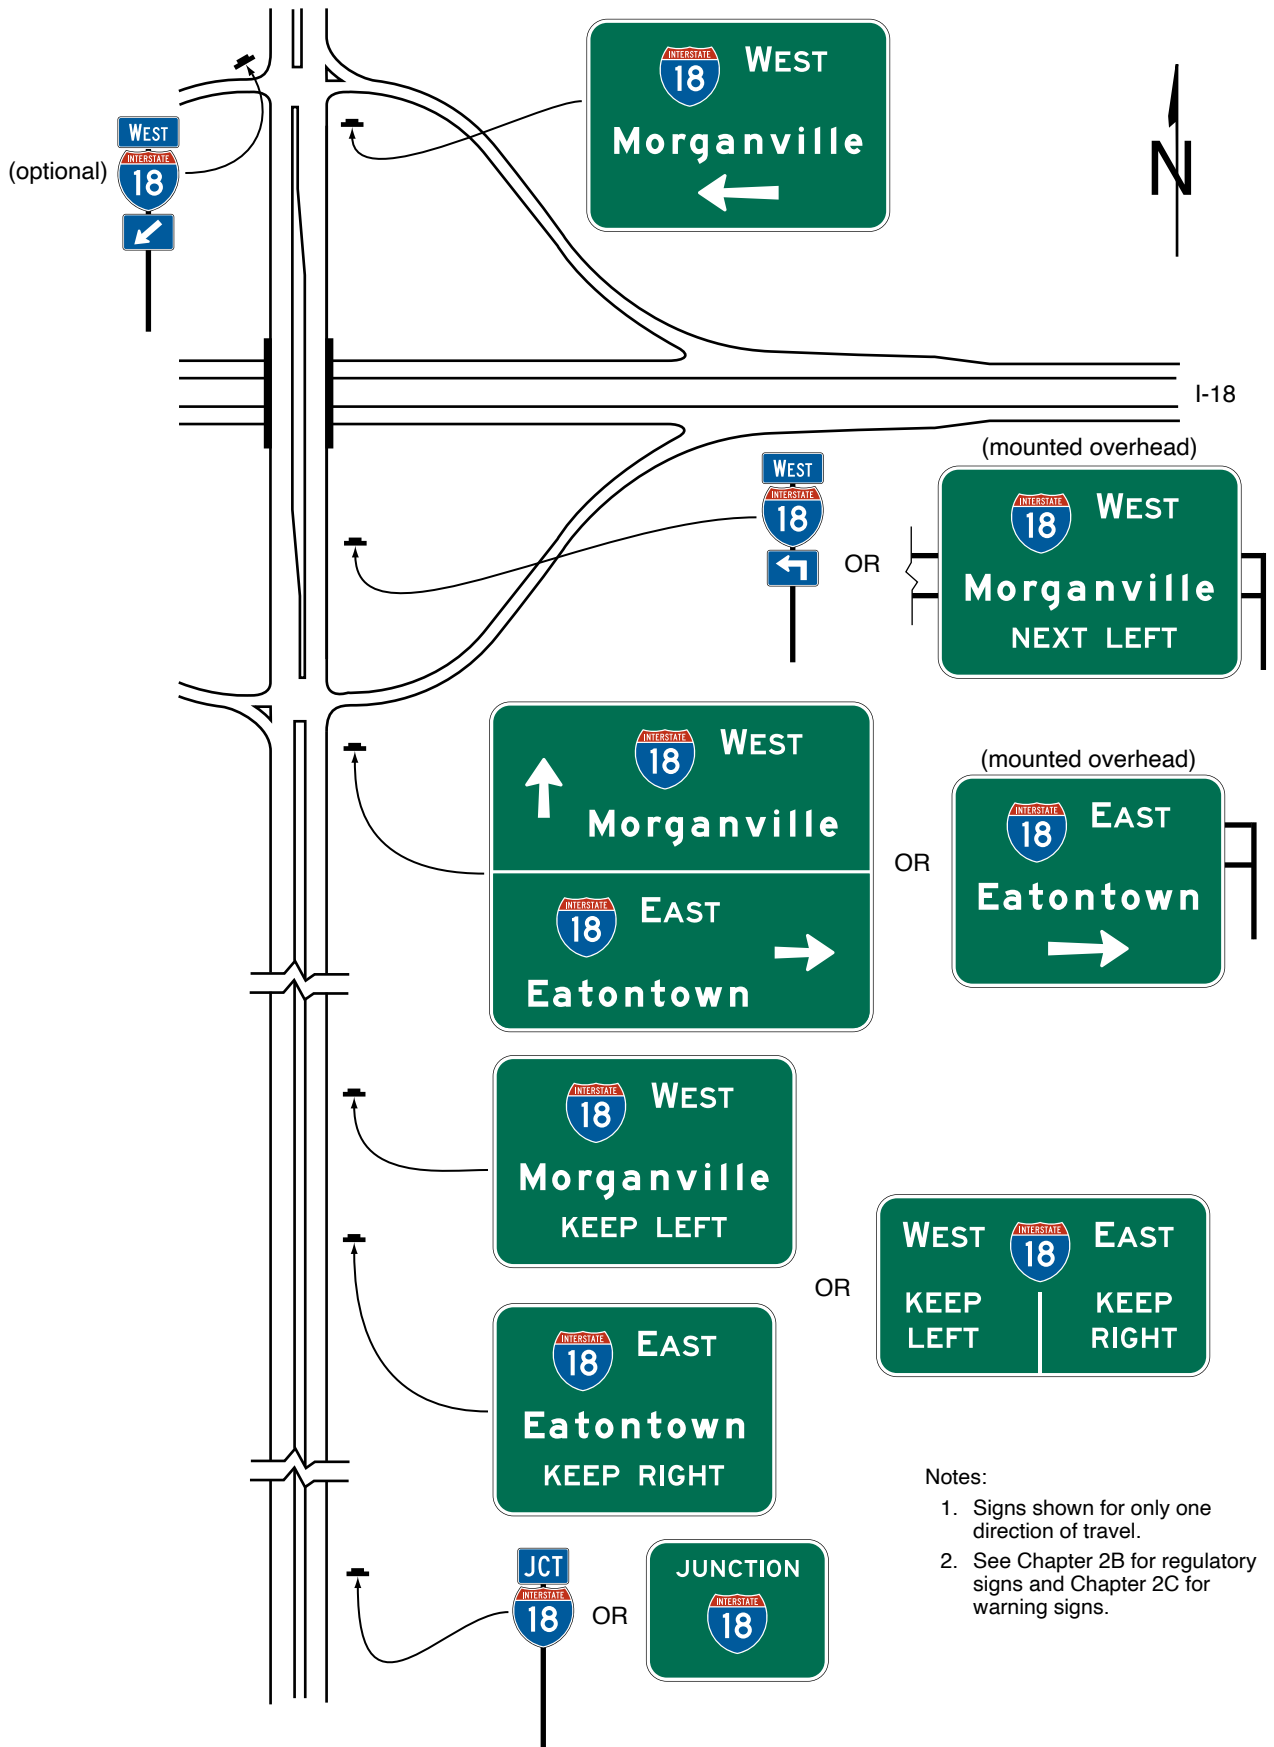 INTERSTATE
18 WEST
Morganville
N
WEST
INTERSTATE
18
(optional)
I-18
(mounted overhead)
WEST
INTERSTATE
18
OR
INTERSTATE
18 WEST
Morganville
NEXT LEFT
INTERSTATE
18 WEST
Morganville
INTERSTATE
18 EAST
Eatontown
OR
(mounted overhead)
INTERSTATE
18 EAST
Eatontown
INTERSTATE
18 WEST
Morganville
KEEP LEFT
INTERSTATE
18 EAST
Eatontown
KEEP RIGHT
OR
WEST INTERSTATE 18 EAST
KEEP KEEP
LEFT RIGHT
JCT
INTERSTATE
18
OR
JUNCTION
INTERSTATE
18
Notes:
1. Signs shown for only one
direction of travel.
2. See Chapter 2B for regulatory
signs and Chapter 2C for
warning signs.